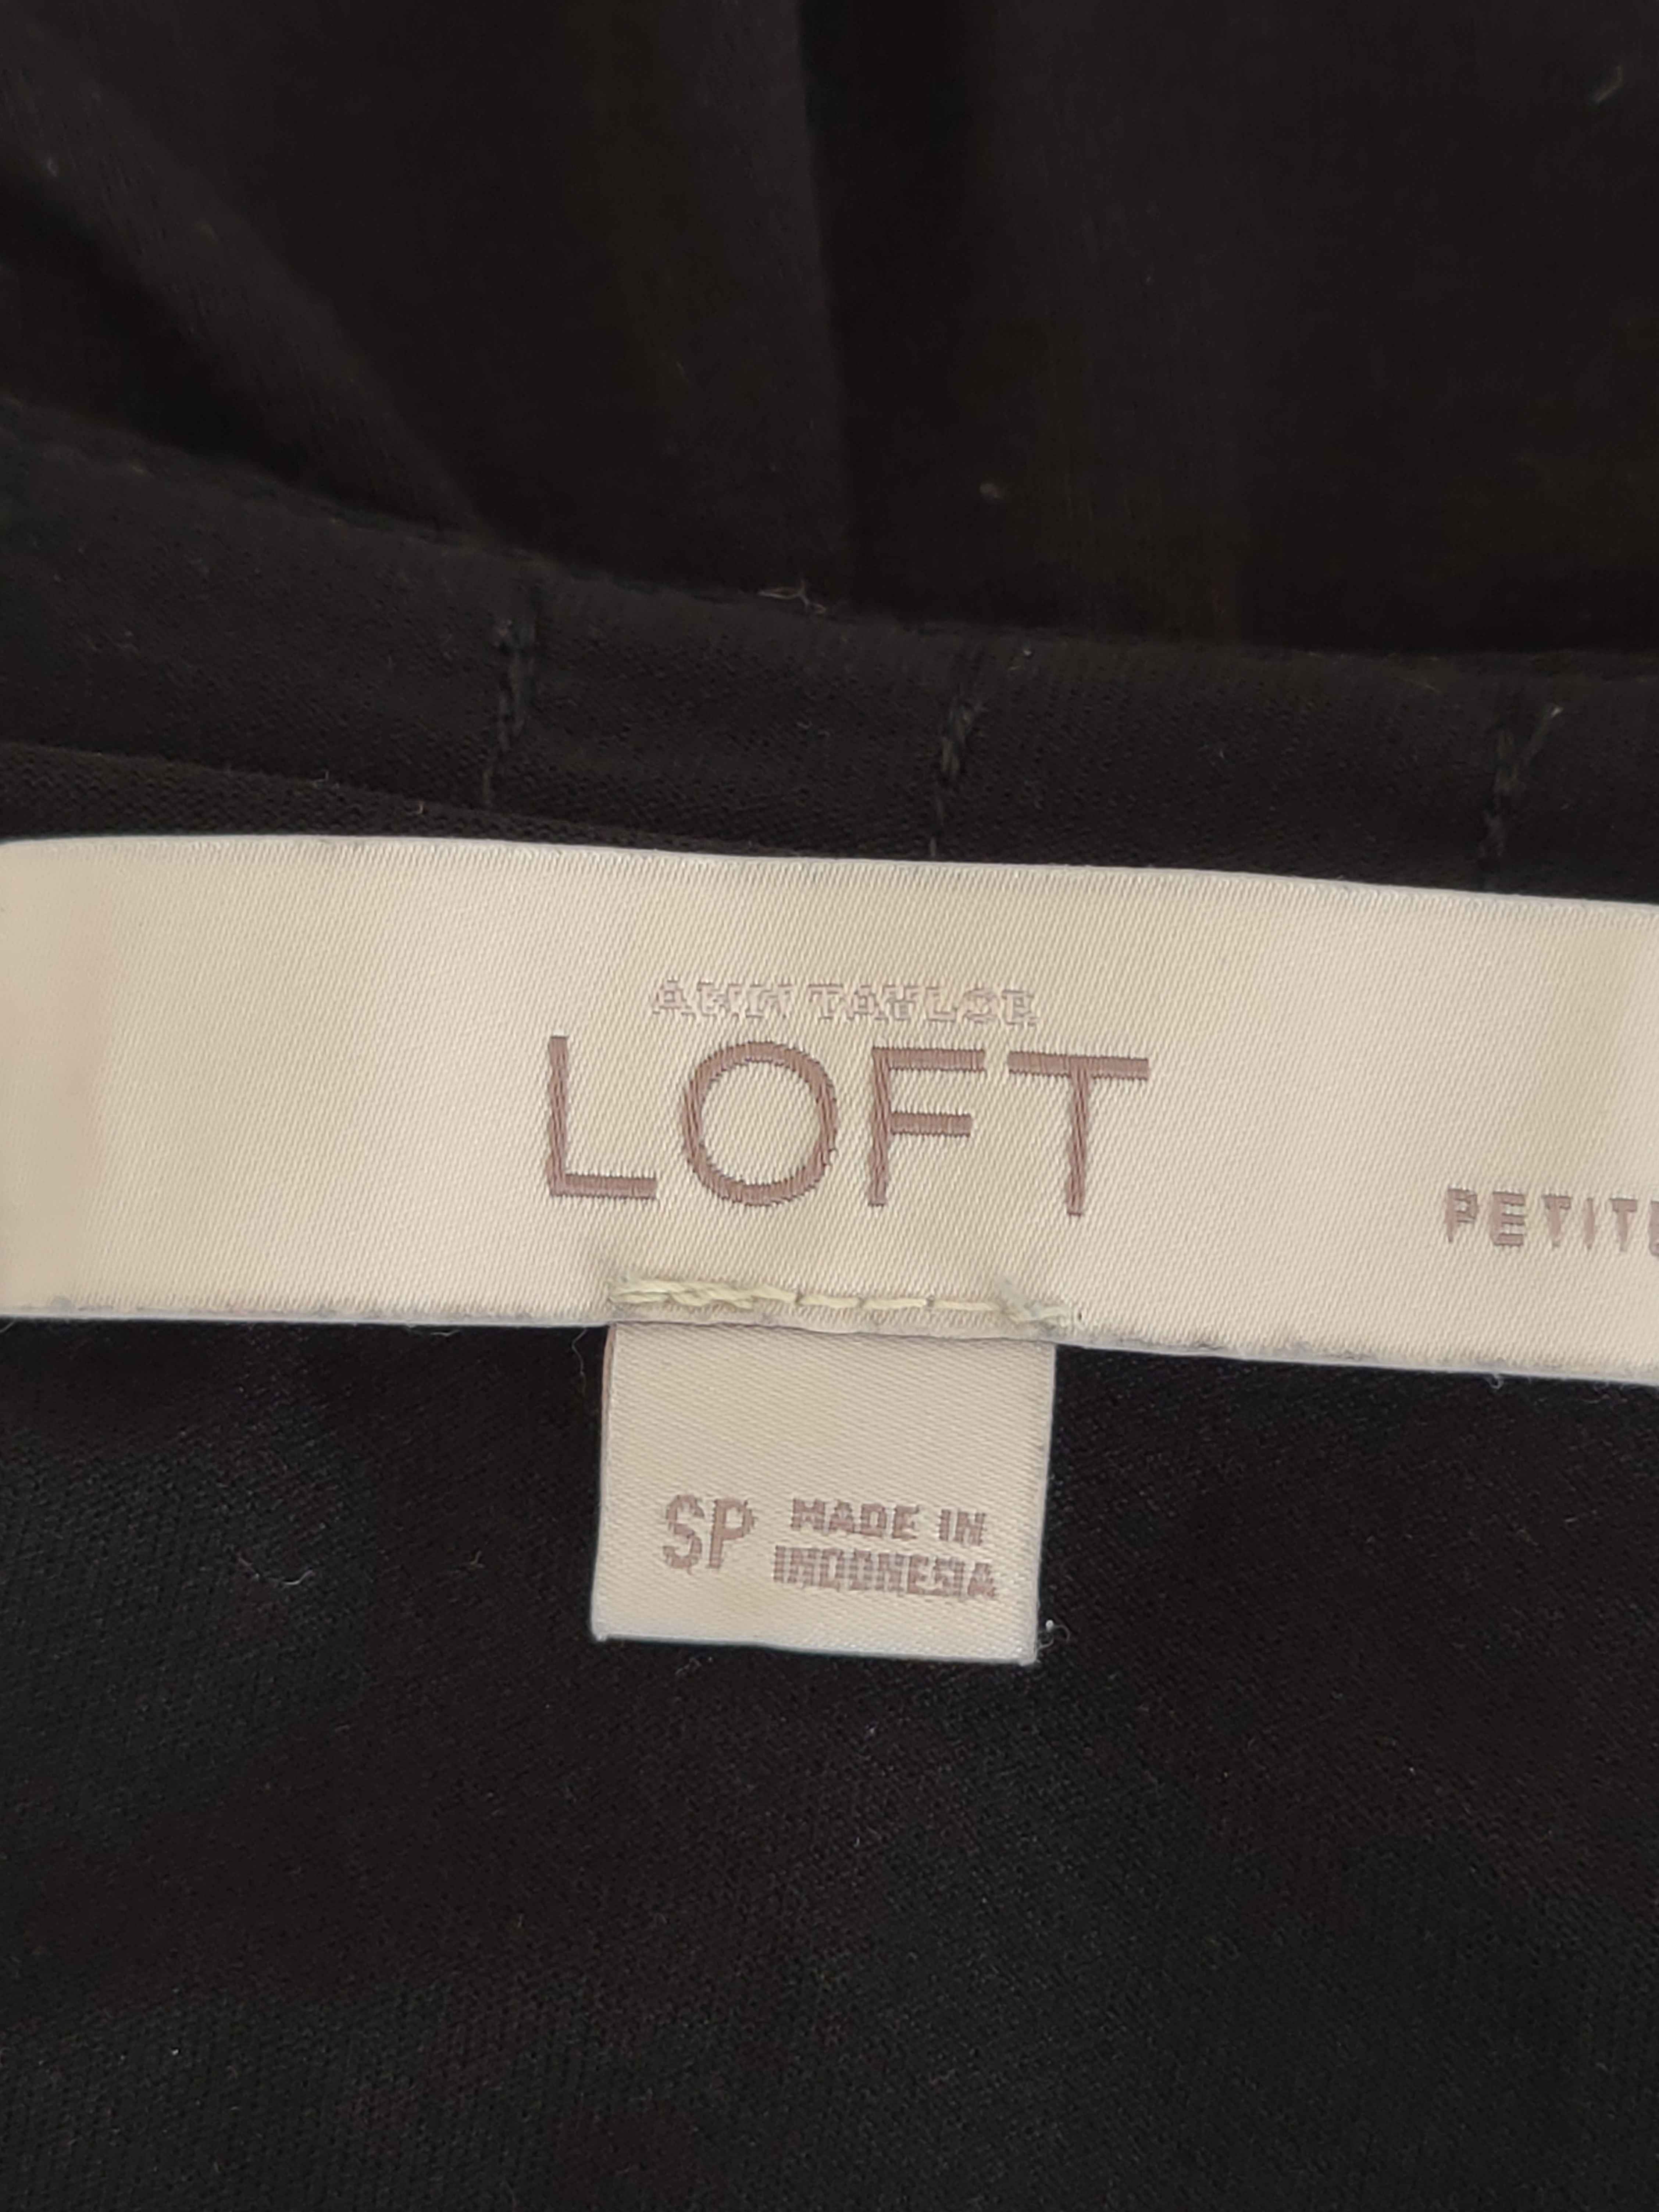 ANN TAYLOR
LOFT
PETITE
SP MADE IN
INDONESIA